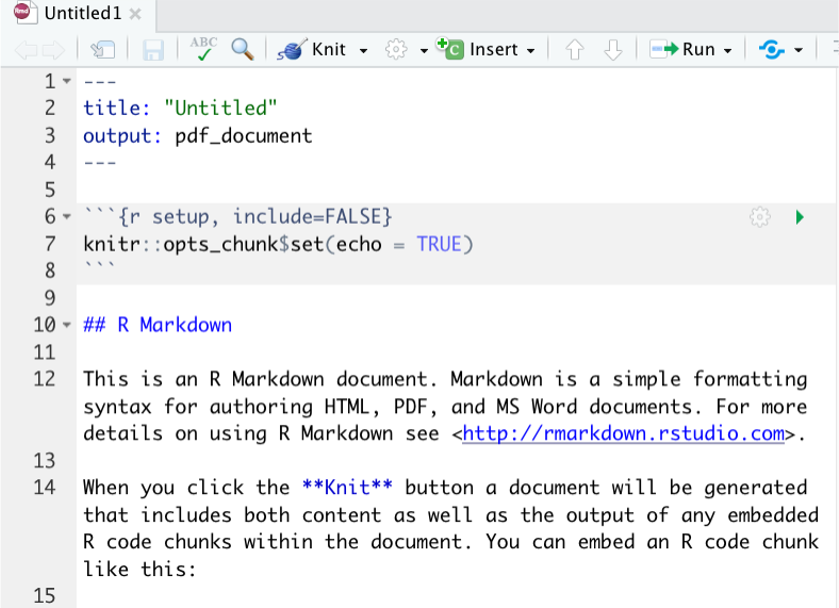 Untitled1
ABC Knit Insert Run
1 ---
2 title: "Untitled"
3 output: pdf_document
4 ---
5
6 ```{r setup, include=FALSE}
7 knitr::opts_chunk$set(echo = TRUE)
8 ```
9
10 ## R Markdown
11
12 This is an R Markdown document. Markdown is a simple formatting
syntax for authoring HTML, PDF, and MS Word documents. For more
details on using R Markdown see <http://rmarkdown.rstudio.com>.
13
14 When you click the **Knit** button a document will be generated
that includes both content as well as the output of any embedded
R code chunks within the document. You can embed an R code chunk
like this:
15